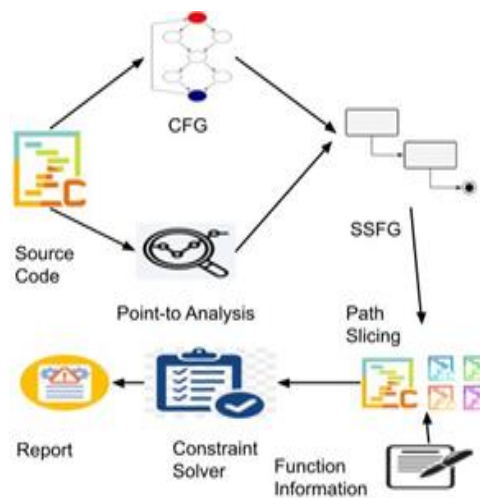 CFG
Source
Code
SSFG
Point-to Analysis
Path
Slicing
Report
Constraint
Solver
Function
Information